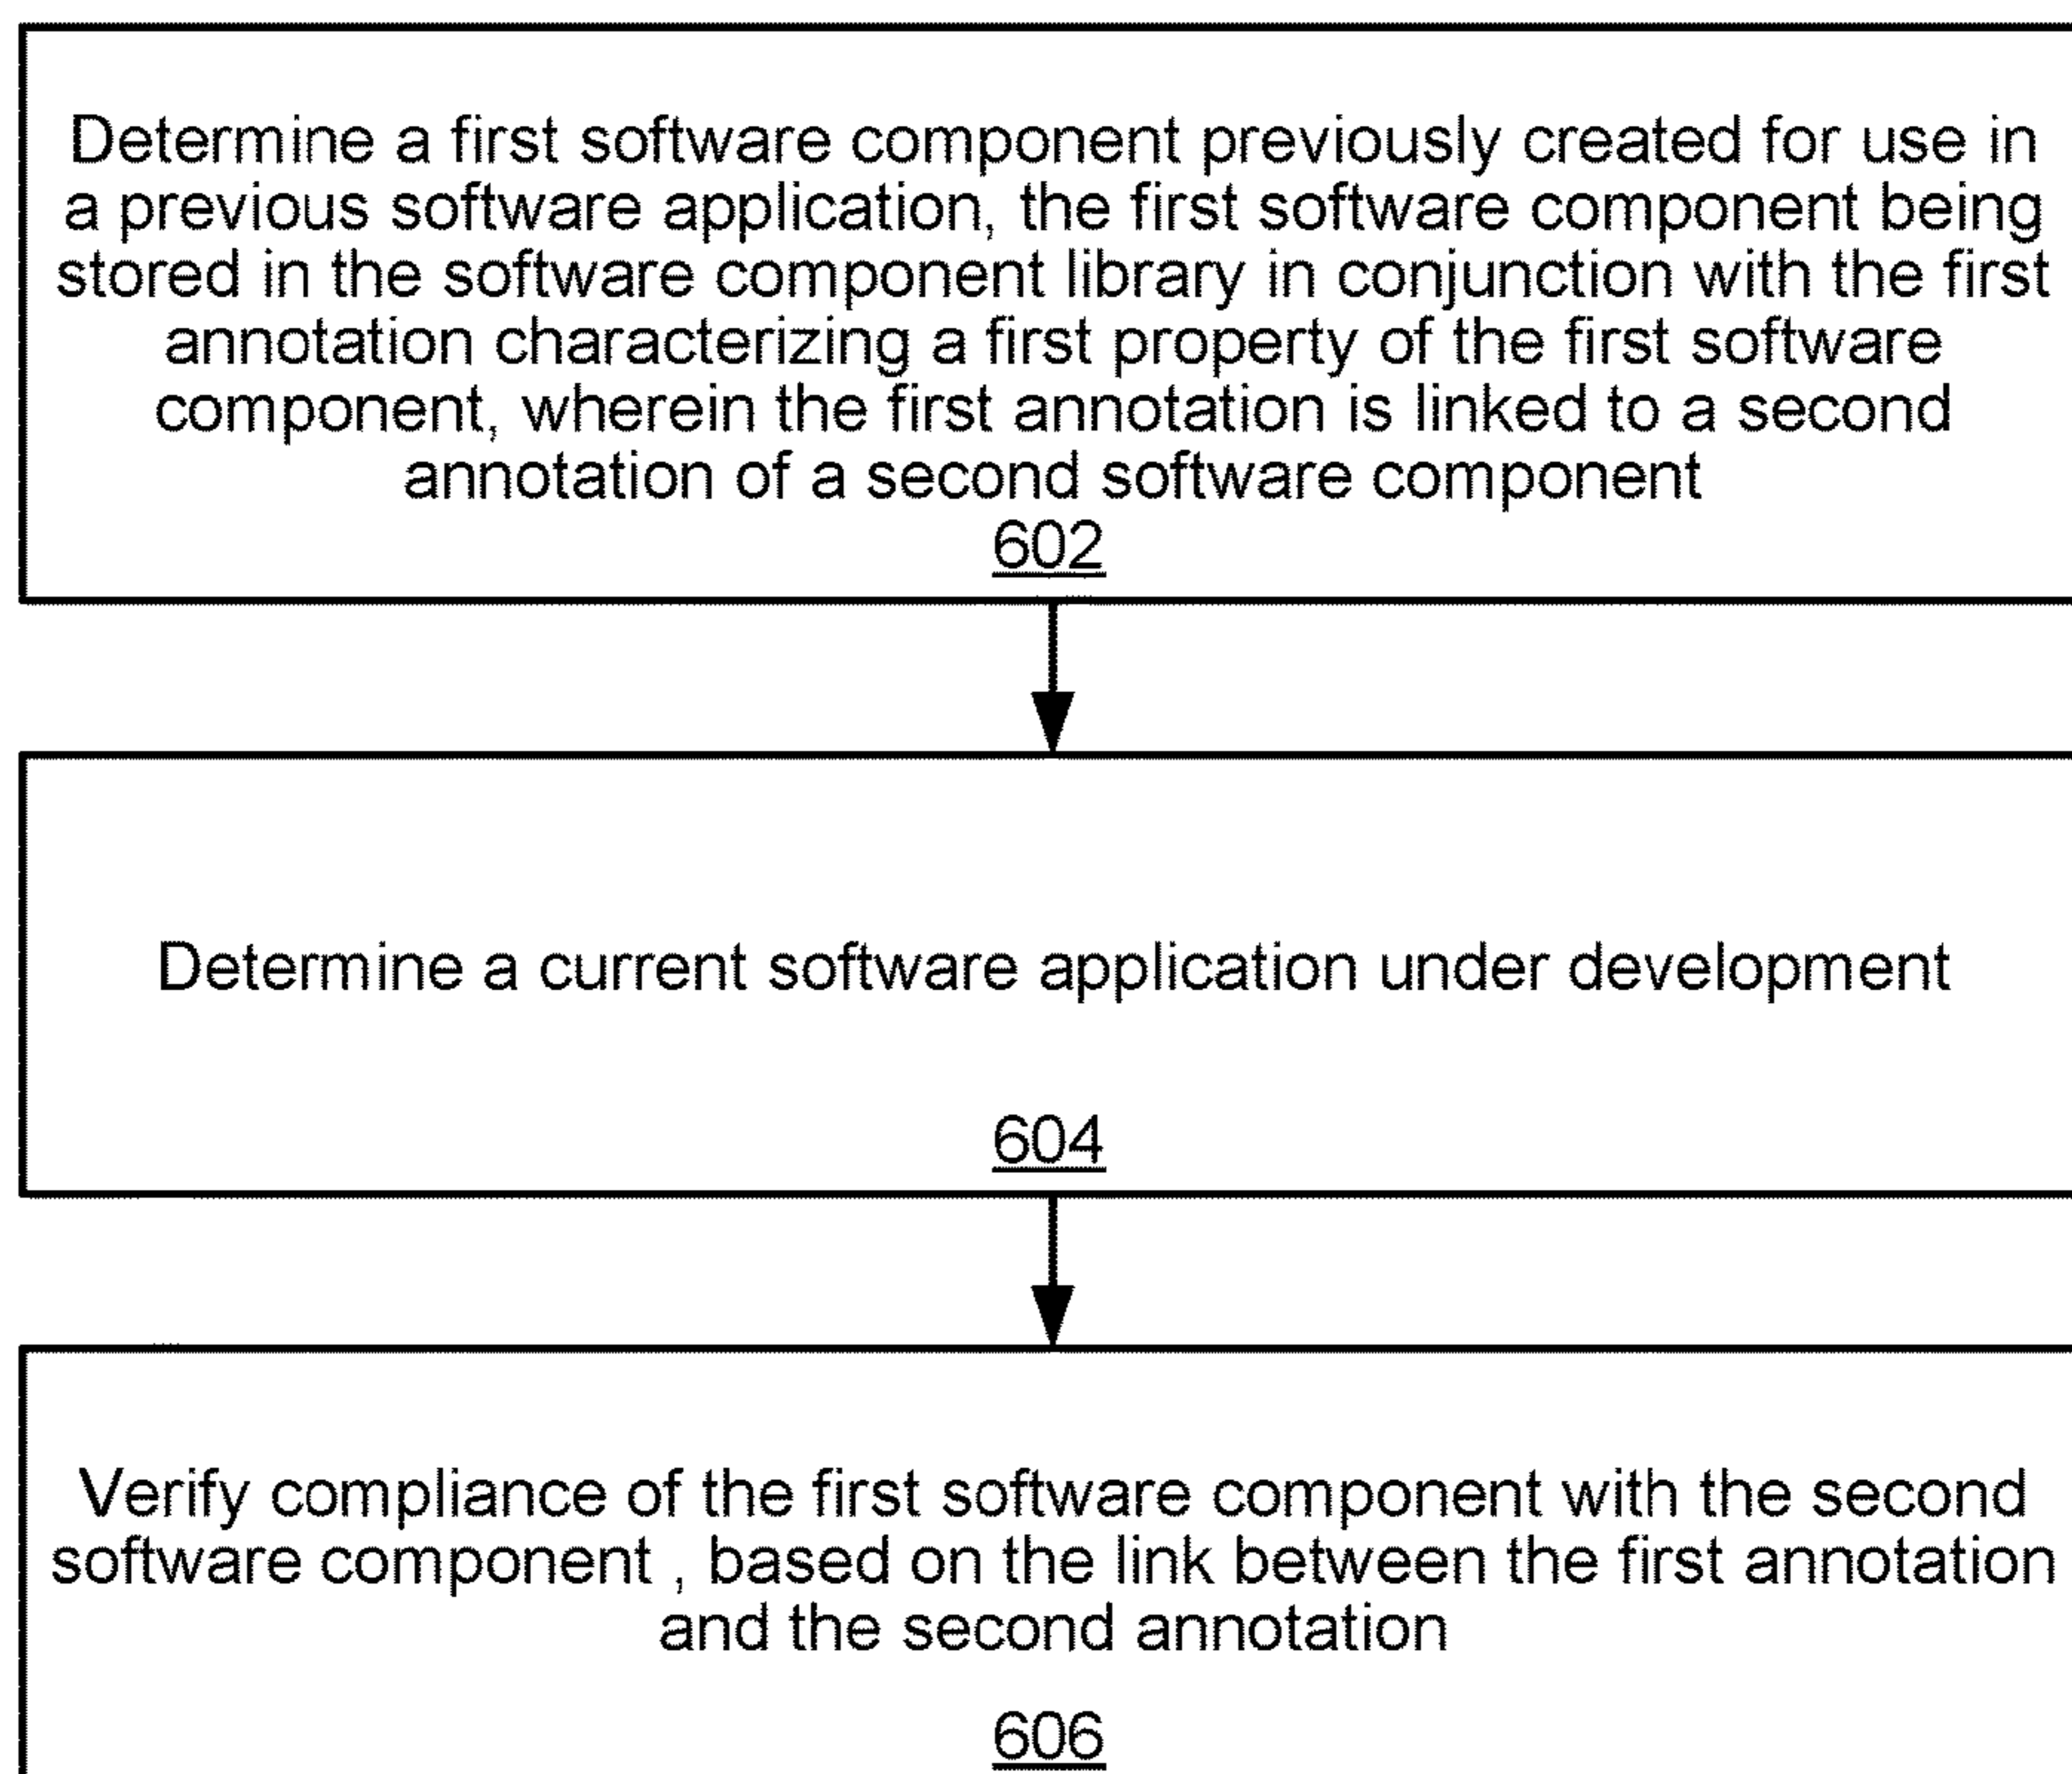 Determine a first software component previously created for use in
a previous software application, the first software component being
stored in the software component library in conjunction with the first
annotation characterizing a first property of the first software
component, wherein the first annotation is linked to a second
annotation of a second software component
602
Determine a current software application under development
604
Verify compliance of the first software component with the second
software component , based on the link between the first annotation
and the second annotation
606